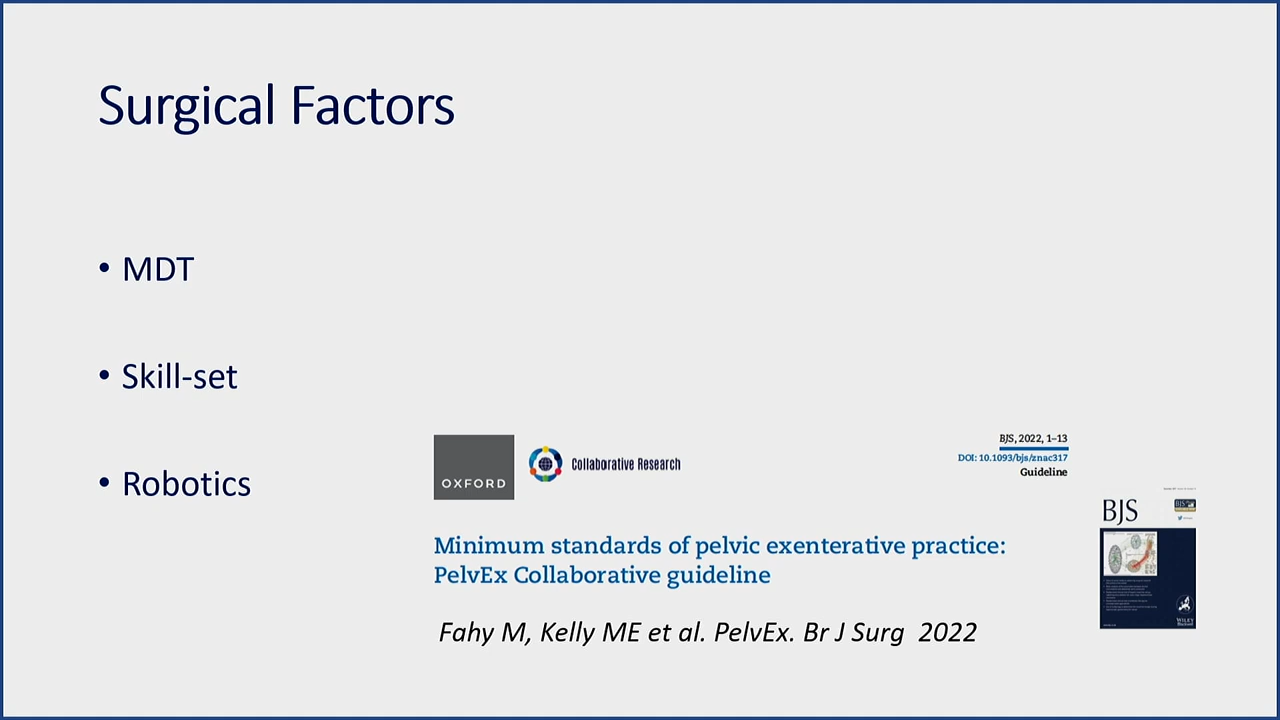 Surgical Factors
• MDT
• Skill-set
• Robotics
OXFORD
Collaborative Research
BJS, 2022, 1–13
DOI: 10.1093/bjs/znac317
Guideline
Minimum standards of pelvic exenterative practice:
PelvEx Collaborative guideline
Fahy M, Kelly ME et al. PelvEx. Br J Surg 2022
BJS